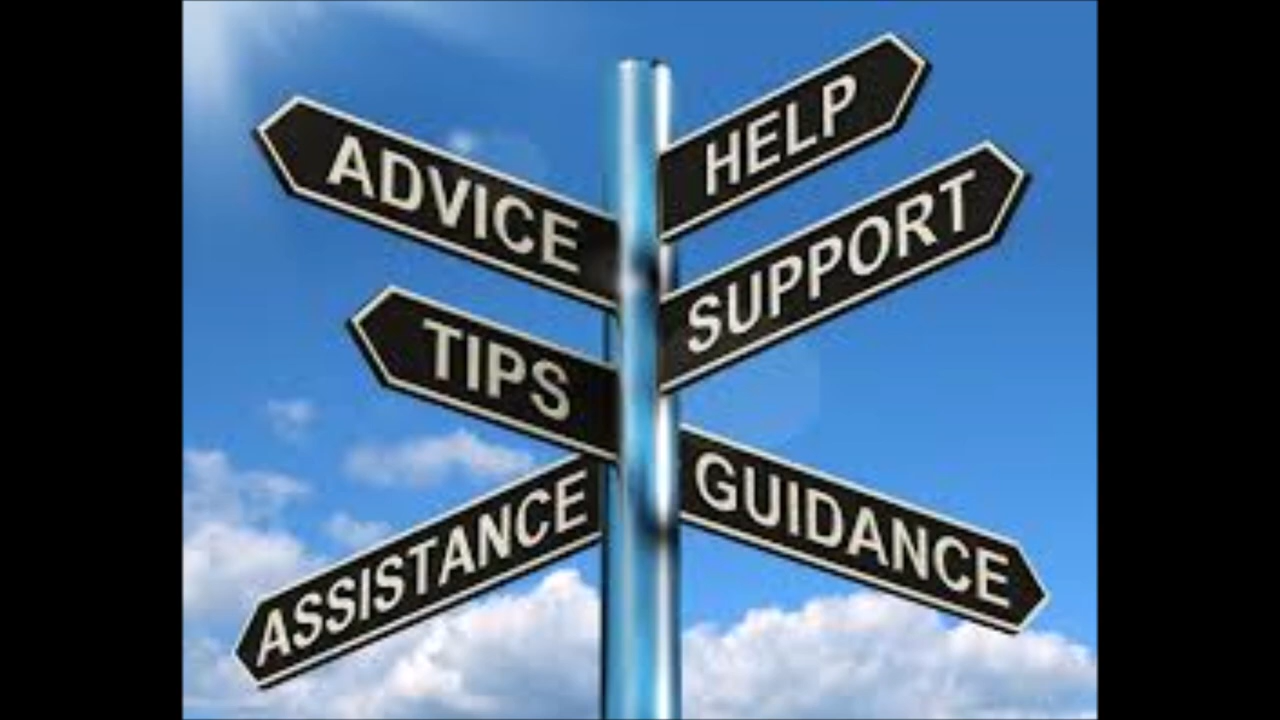 HELP
ADVICE
SUPPORT
TIPS
GUIDANCE
ASSISTANCE